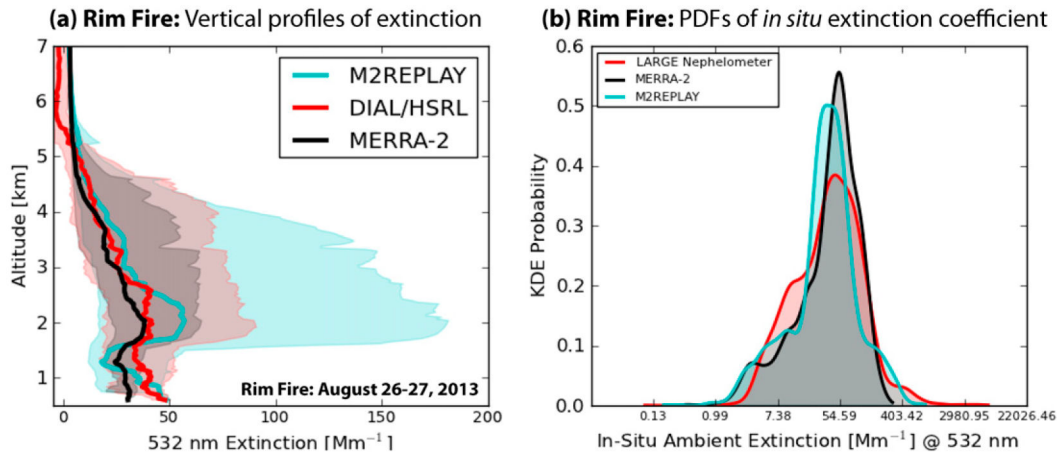 (a) Rim Fire: Vertical profiles of extinction
7
6
5
4
3
2
1
Altitude [km]
M2REPLAY
DIAL/HSRL
MERRA-2
Rim Fire: August 26-27, 2013
0
50
100
150
200
532 nm Extinction [Mm⁻¹]
(b) Rim Fire: PDFs of in situ extinction coefficient
0.6
0.5
0.4
0.3
0.2
0.1
0.0
KDE Probability
LARGE Nephelometer
MERRA-2
M2REPLAY
0.13
0.99
7.38
54.59
403.42
2980.95
22026.46
In-Situ Ambient Extinction [Mm⁻¹] @ 532 nm